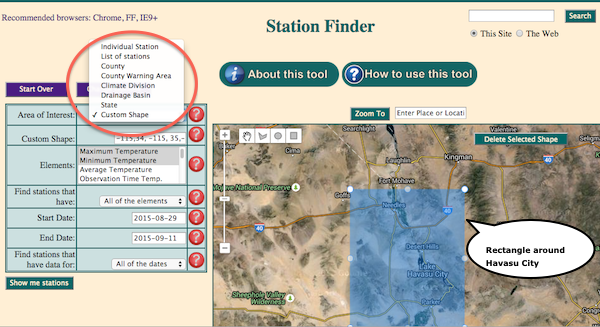 Recommended browsers: Chrome, FF, IE9+
Station Finder
Search
This Site
The Web
Individual Station
List of stations
County
County Warning Area
Climate Division
Drainage Basin
State
✓ Custom Shape
Start Over
About this tool
How to use this tool
Area of Interest:
Custom Shape:
-115,34, -115, 35,-
Elements:
Maximum Temperature
Minimum Temperature
Average Temperature
Observation Time Temp.
Find stations that
have:
All of the elements
Start Date:
2015-08-29
End Date:
2015-09-11
Find stations that
have data for:
All of the dates
Show me stations
Zoom To
Enter Place or Locati
Delete Selected Shape
Searchlight
Valentine
Baker
Cima
Laughlin
Kingman
Fort Mohave
Mojave National
Preserve
Goffs
Needles
40
40
Desert Hills
Lake
Havasu City
Parker
Sheephole Valley
Wilderness
Rectangle around
Havasu City